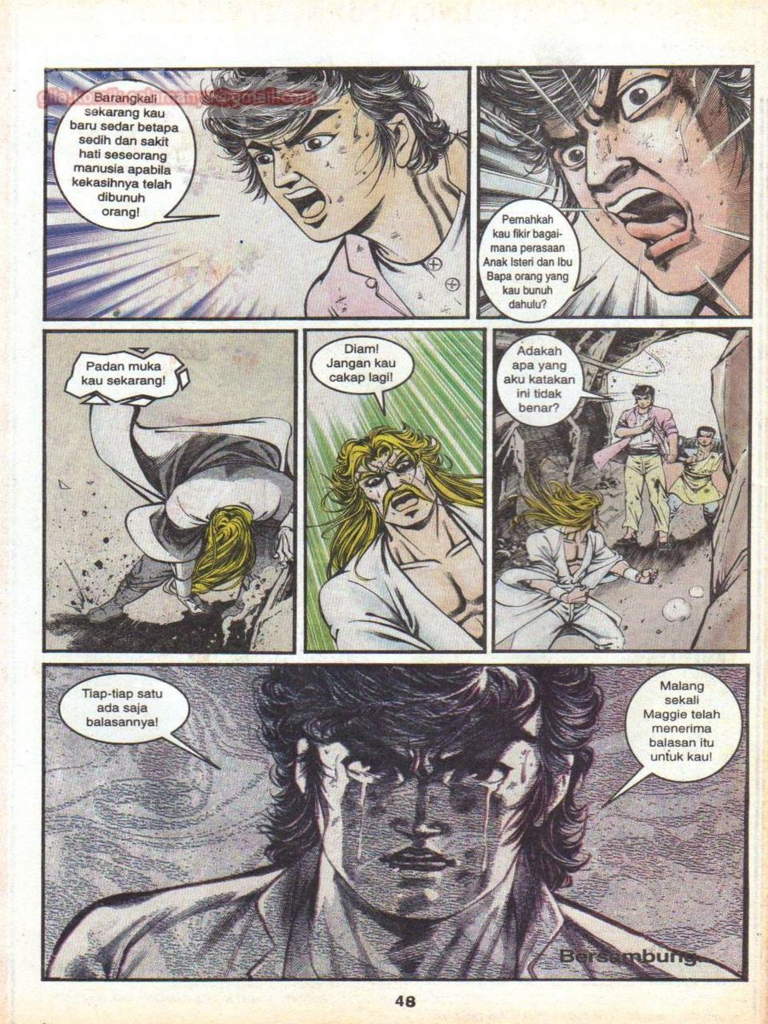 Barangkali
sekarang kau
baru sedar betapa
sedih dan sakit
hati seseorang
manusia apabila
kekasihnya telah
dibunuh
orang!
Pernahkah
kau fikir bagai-
mana perasaan
Anak Isteri dan Ibu
Bapa orang yang
kau bunuh
dahulu?
Padan muka
kau sekarang!
Diam!
Jangan kau
cakap lagi!
Adakah
apa yang
aku katakan
ini tidak
benar?
Tiap-tiap satu
ada saja
balasannya!
Malang
sekali
Maggie telah
menerima
balasan itu
untuk kau!
Bersambung...
48